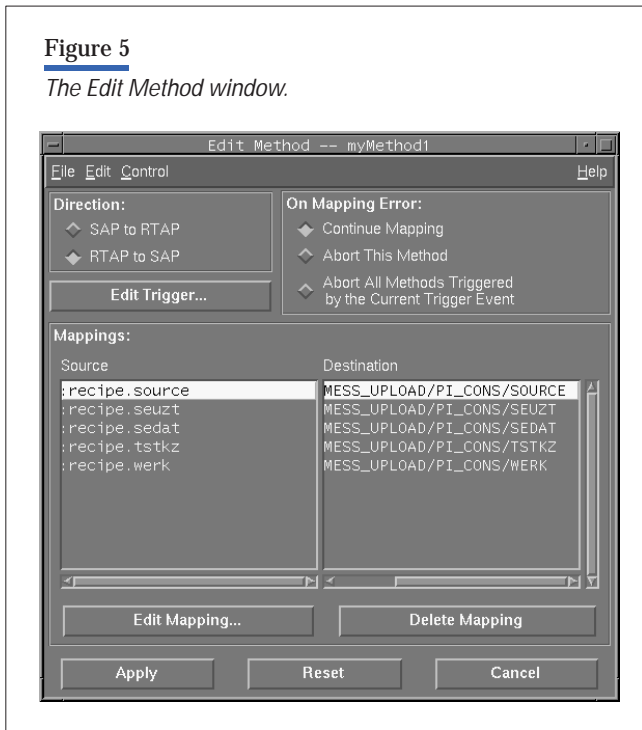 Figure 5
The Edit Method window.
Edit Method -- myMethod1
File Edit Control Help
Direction:
SAP to RTAP
RTAP to SAP
Edit Trigger...
On Mapping Error:
Continue Mapping
Abort This Method
Abort All Methods Triggered
by the Current Trigger Event
Mappings:
Source Destination
:recipe.source MESS_UPLOAD/PI_CONS/SOURCE
:recipe.seuzt MESS_UPLOAD/PI_CONS/SEUZT
:recipe.sedat MESS_UPLOAD/PI_CONS/SEDAT
:recipe.tstkz MESS_UPLOAD/PI_CONS/TSTKZ
:recipe.werk MESS_UPLOAD/PI_CONS/WERK
Edit Mapping... Delete Mapping
Apply Reset Cancel